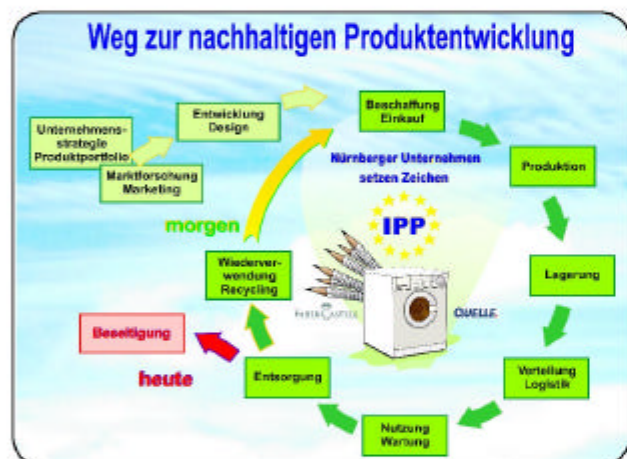 Weg zur nachhaltigen Produktentwicklung
Unternehmens-
strategie
Produktportfolio
Marktforschung
Marketing
Entwicklung
Design
Beschaffung
Einkauf
Produktion
Lagerung
Verteilung
Logistik
Nutzung
Wartung
Entsorgung
Wiederver-
wendung
Recycling
Beseitigung
heute
morgen
Nürnberger Unternehmen
setzen Zeichen
IPP
FABER-CASTELL
QUELLE